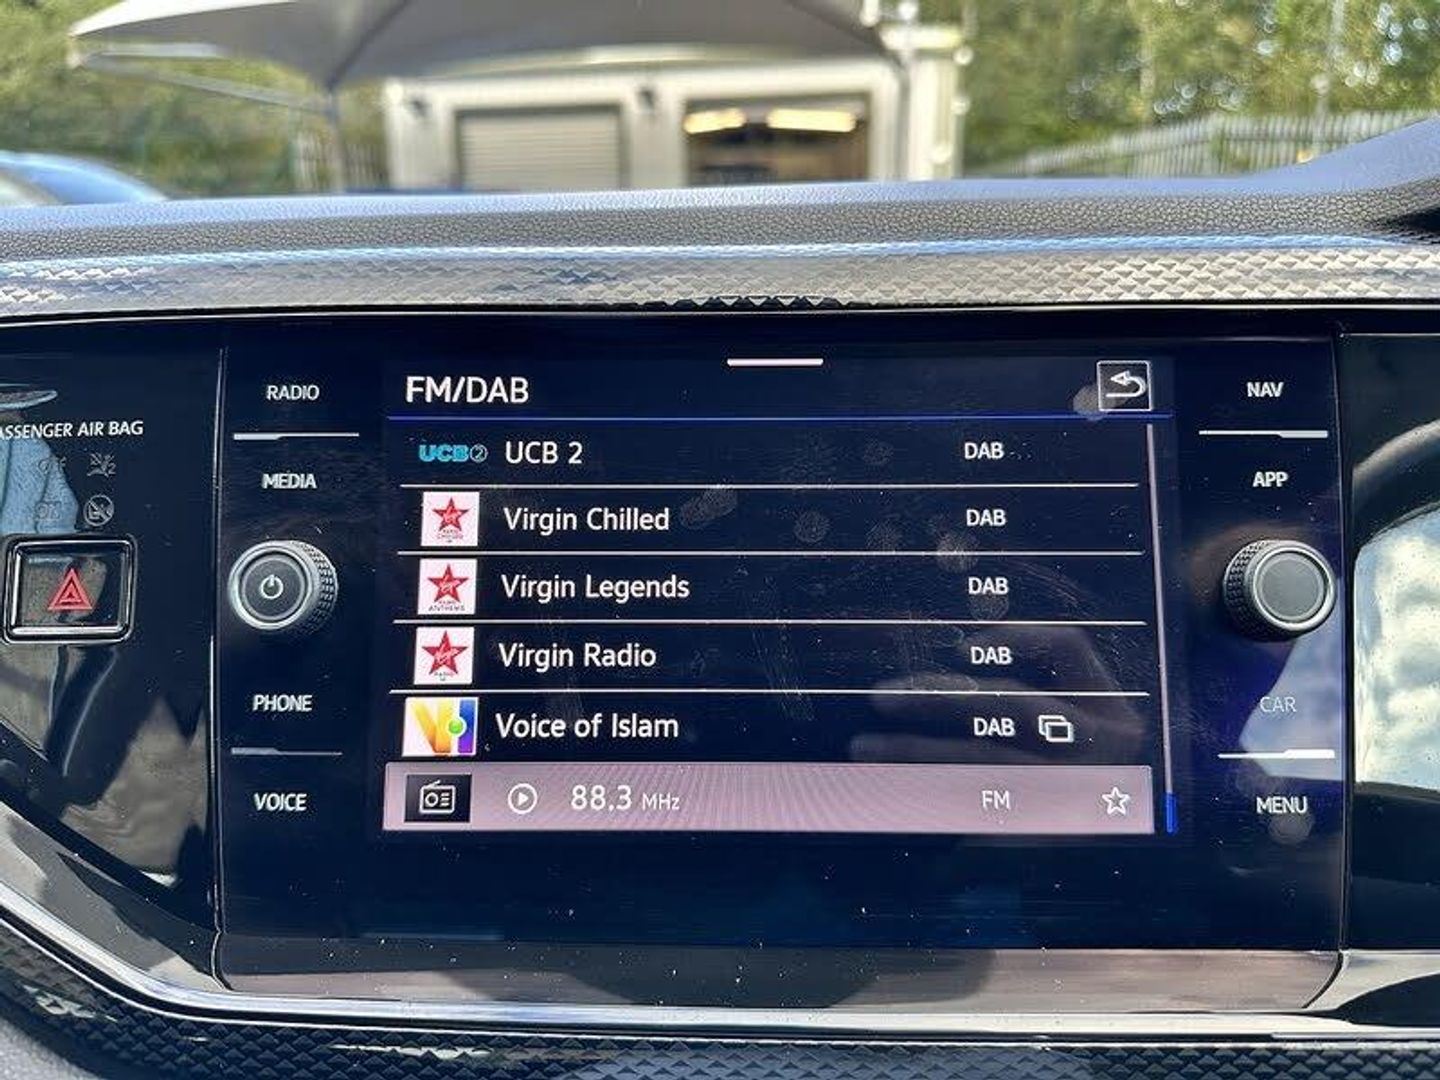 RADIO
FM/DAB
NAV
ASSENGER AIR BAG
UCB2 UCB 2 DAB
MEDIA
APP
Virgin Chilled DAB
Virgin Legends DAB
ANTHEMS
Virgin Radio DAB
PHONE
CAR
Voice of Islam DAB
VOICE
88.3 MHz FM
MENU